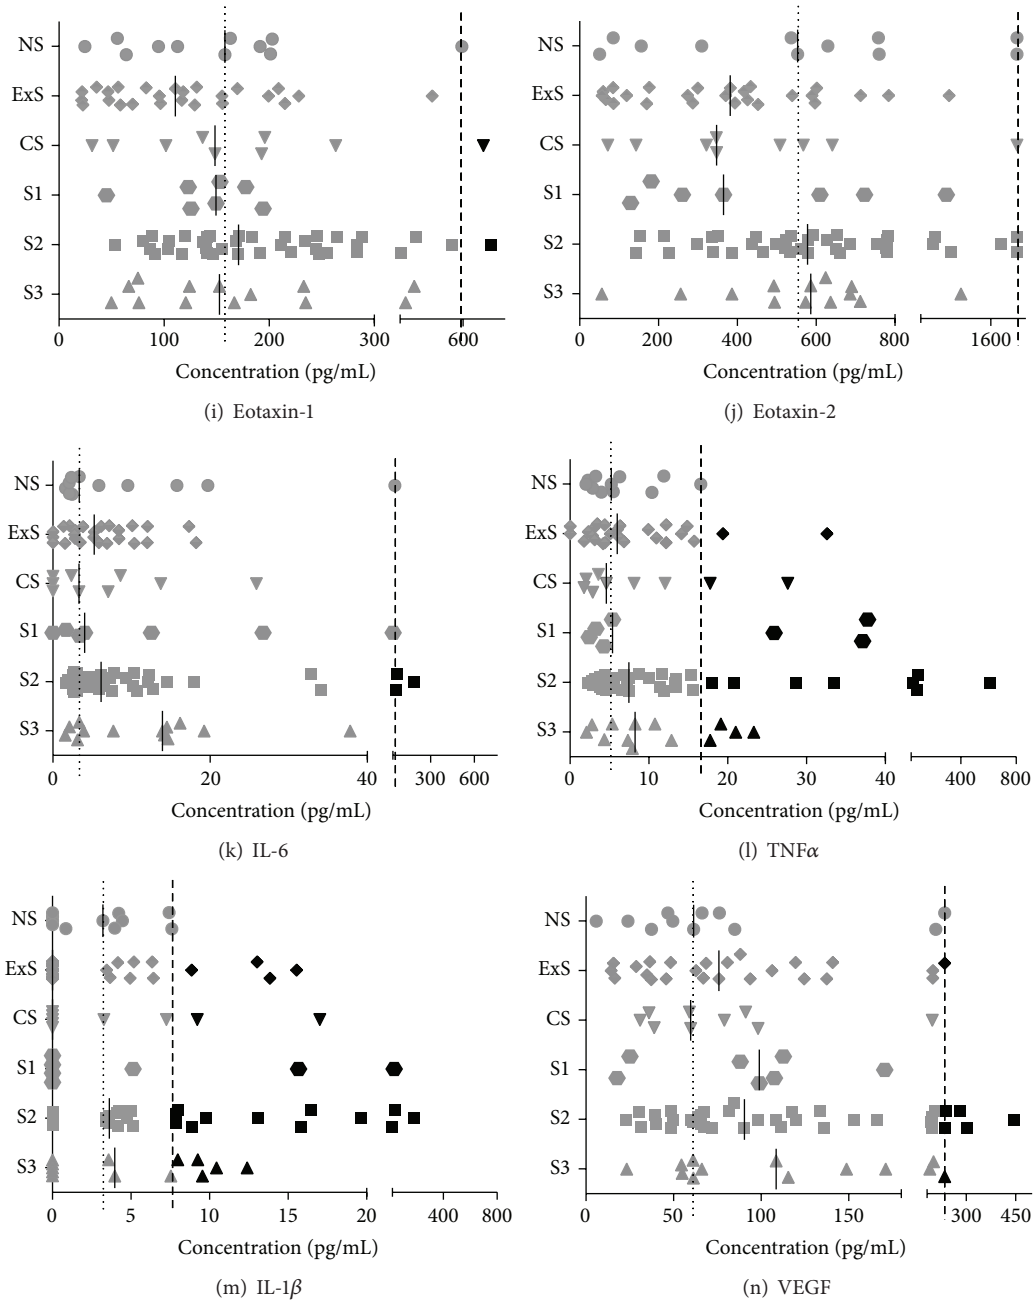 NS
ExS
CS
S1
S2
S3
0 100 200 300 600
Concentration (pg/mL)
(i) Eotaxin-1
NS
ExS
CS
S1
S2
S3
0 200 400 600 800 1600
Concentration (pg/mL)
(j) Eotaxin-2
NS
ExS
CS
S1
S2
S3
0 20 40 300 600
Concentration (pg/mL)
(k) IL-6
NS
ExS
CS
S1
S2
S3
0 10 20 30 40 400 800
Concentration (pg/mL)
(l) TNFα
NS
ExS
CS
S1
S2
S3
0 5 10 15 20 400 800
Concentration (pg/mL)
(m) IL-1β
NS
ExS
CS
S1
S2
S3
0 50 100 150 300 450
Concentration (pg/mL)
(n) VEGF